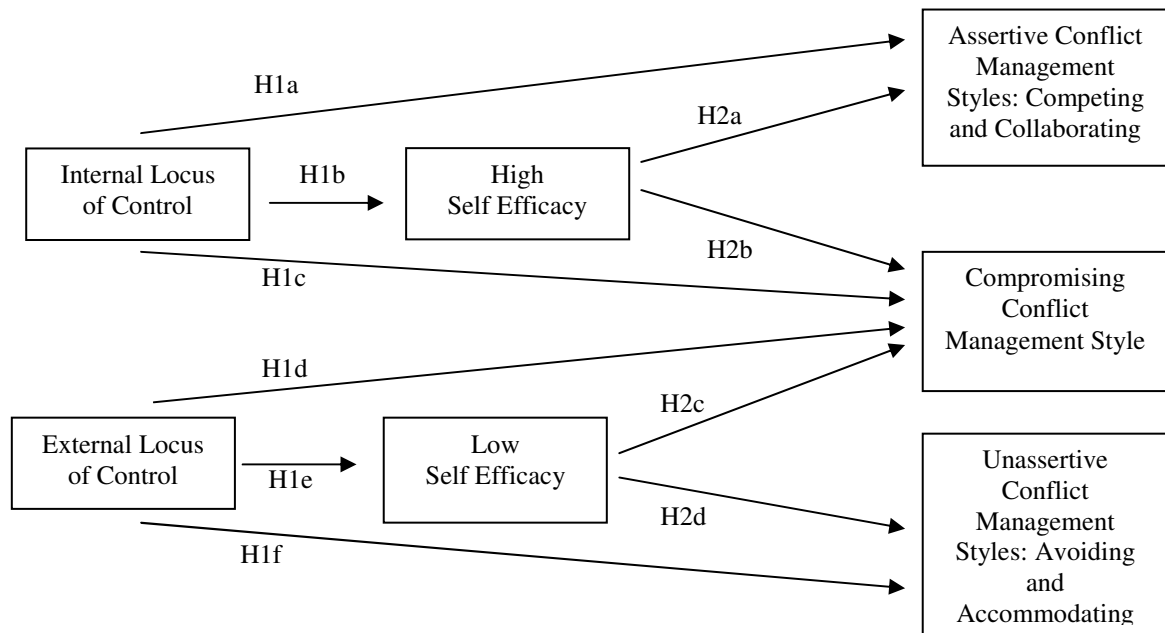 Assertive Conflict
Management
Styles: Competing
and Collaborating
H1a
H2a
Internal Locus
of Control
H1b
High
Self Efficacy
H2b
H1c
Compromising
Conflict
Management Style
H1d
H2c
External Locus
of Control
H1e
Low
Self Efficacy
H2d
H1f
Unassertive
Conflict
Management
Styles: Avoiding
and
Accommodating